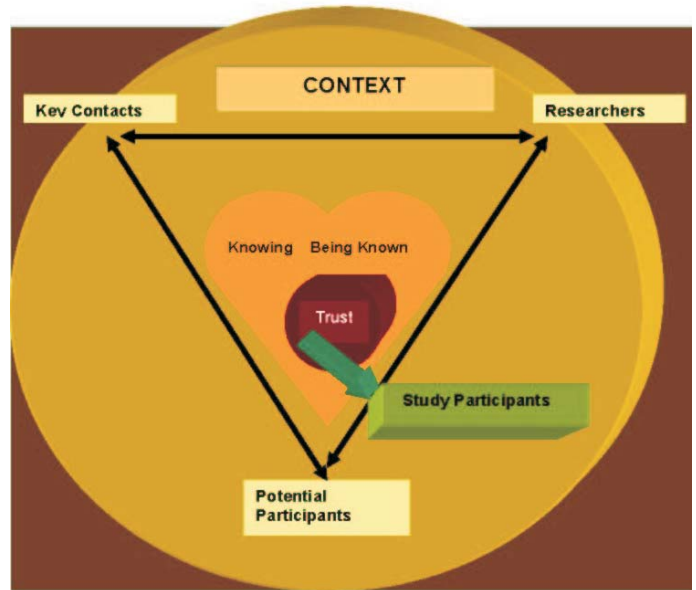 CONTEXT
Key Contacts
Researchers
Knowing Being Known
Trust
Study Participants
Potential
Participants